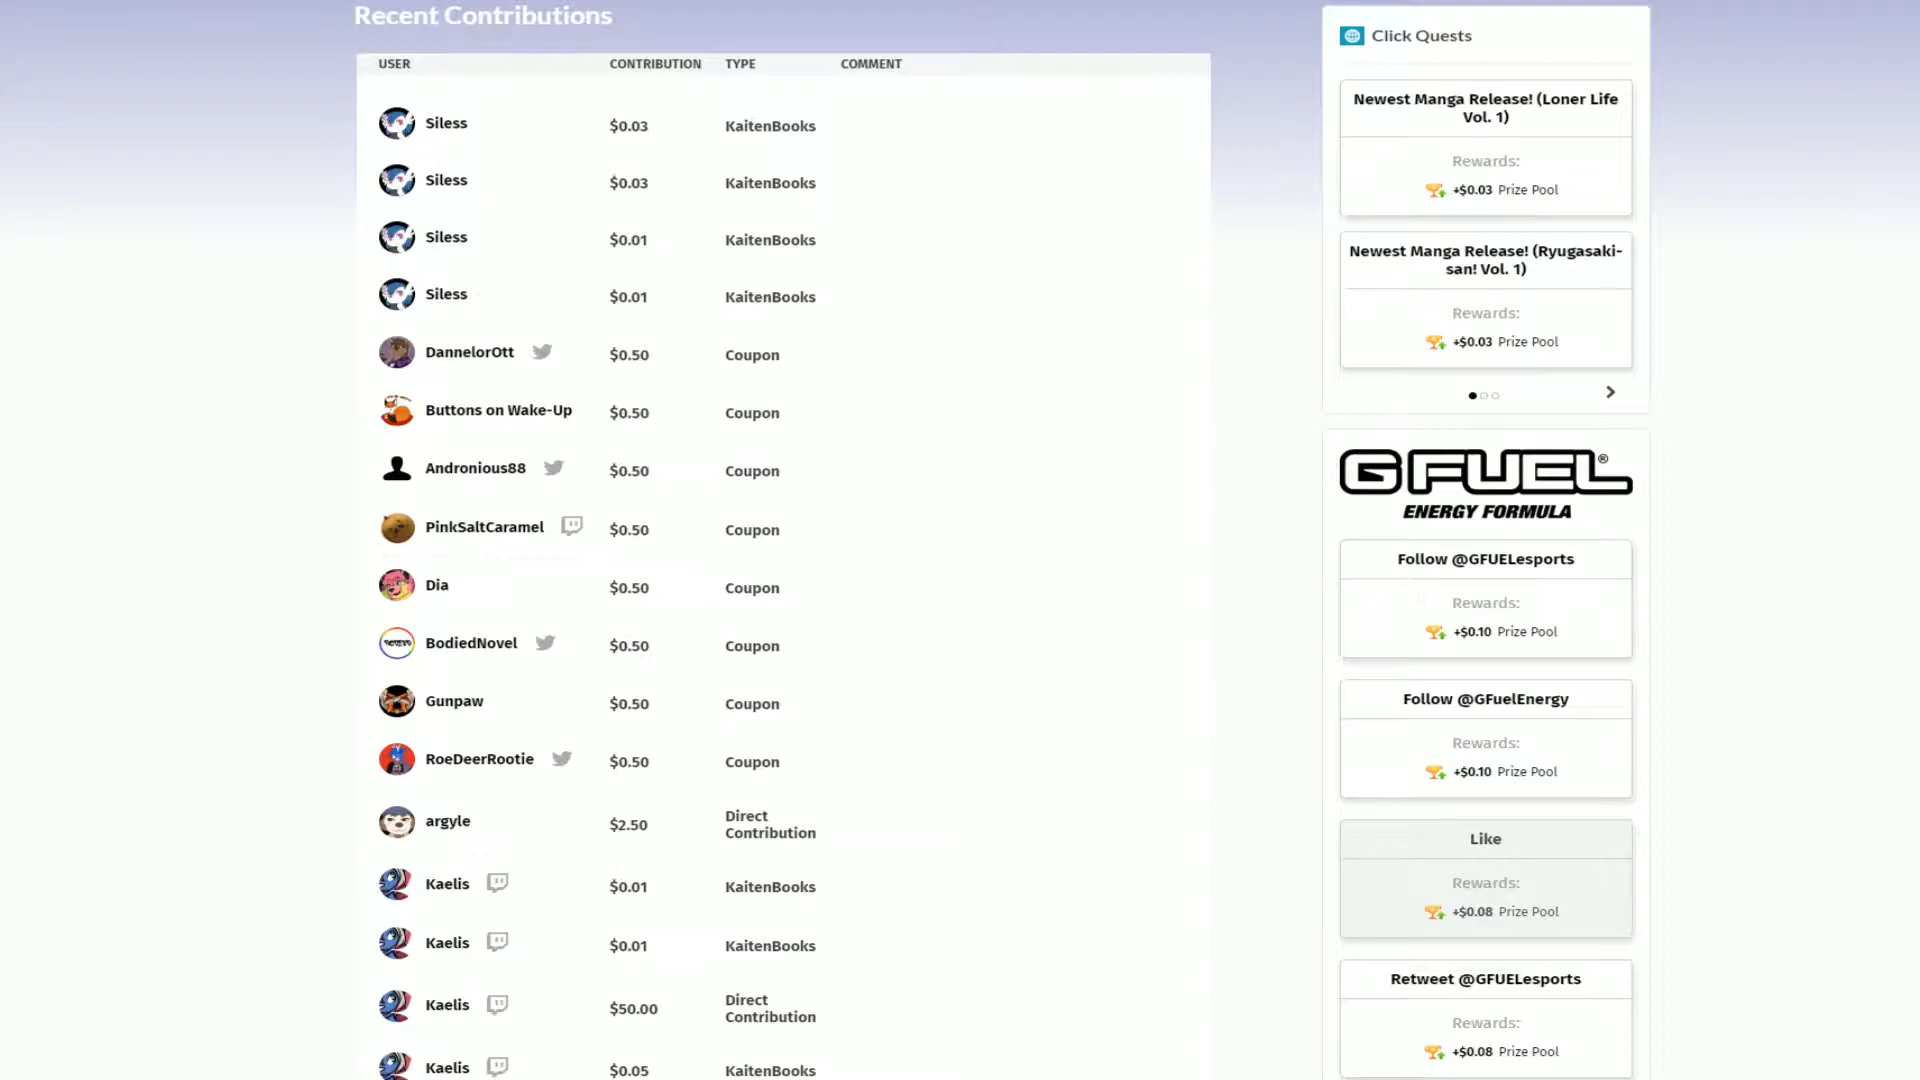 Recent Contributions
USER CONTRIBUTION TYPE COMMENT
Siless $0.03 KaitenBooks
Siless $0.03 KaitenBooks
Siless $0.01 KaitenBooks
Siless $0.01 KaitenBooks
DannelorOtt $0.50 Coupon
Buttons on Wake-Up $0.50 Coupon
Andronious88 $0.50 Coupon
PinkSaltCaramel $0.50 Coupon
Dia $0.50 Coupon
BodiedNovel $0.50 Coupon
Gunpaw $0.50 Coupon
RoeDeerRootie $0.50 Coupon
argyle $2.50 Direct
Contribution
Kaelis $0.01 KaitenBooks
Kaelis $0.01 KaitenBooks
Kaelis $50.00 Direct
Contribution
Kaelis $0.05 KaitenBooks
Click Quests
Newest Manga Release! (Loner Life
Vol. 1)
Rewards:
+$0.03 Prize Pool
Newest Manga Release! (Ryugasaki-
san! Vol. 1)
Rewards:
+$0.03 Prize Pool
G FUEL®
ENERGY FORMULA
Follow @GFUELesports
Rewards:
+$0.10 Prize Pool
Follow @GFuelEnergy
Rewards:
+$0.10 Prize Pool
Like
Rewards:
+$0.08 Prize Pool
Retweet @GFUELesports
Rewards:
+$0.08 Prize Pool